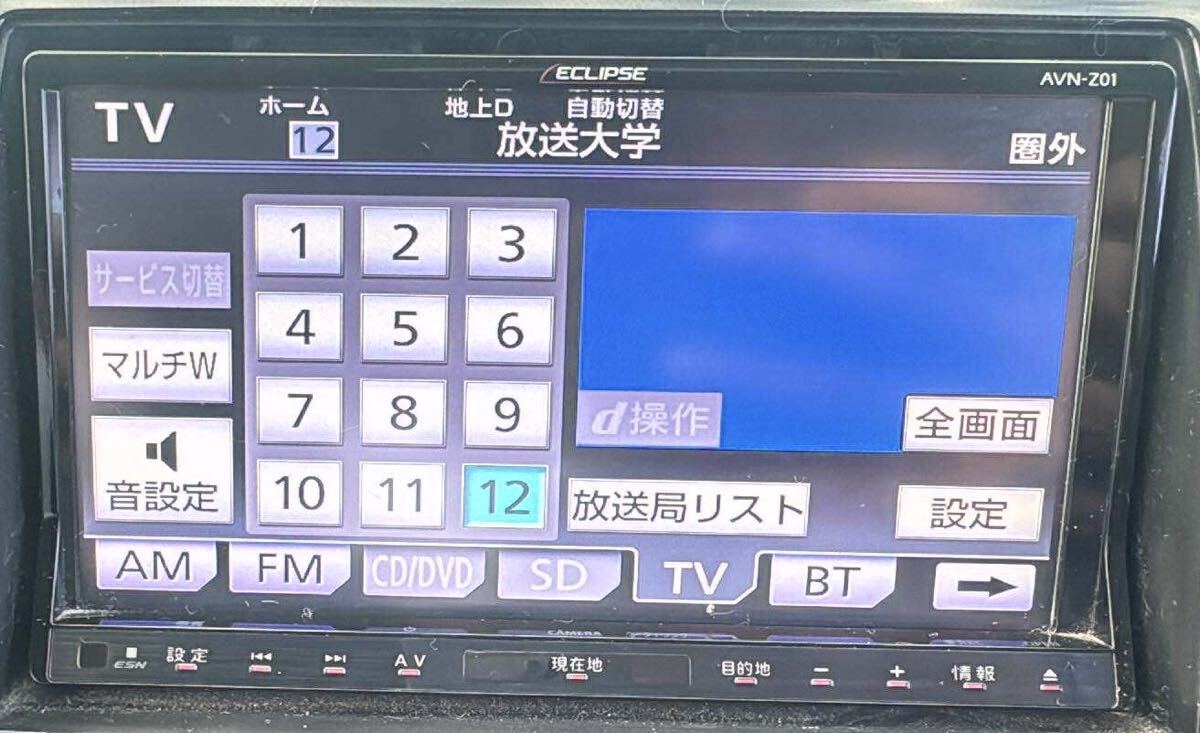 ECLIPSE
AVN-Z01
TV
ホーム
12
地上D
自動切替
放送大学
圏外
サービス切替
マルチW
音設定
1
2
3
4
5
6
7
8
9
10
11
12
d操作
全画面
放送局リスト
設定
AM
FM
CD/DVD
SD
TV
BT
CAMERA
ESN
設定
AV
現在地
目的地
−
+
情報